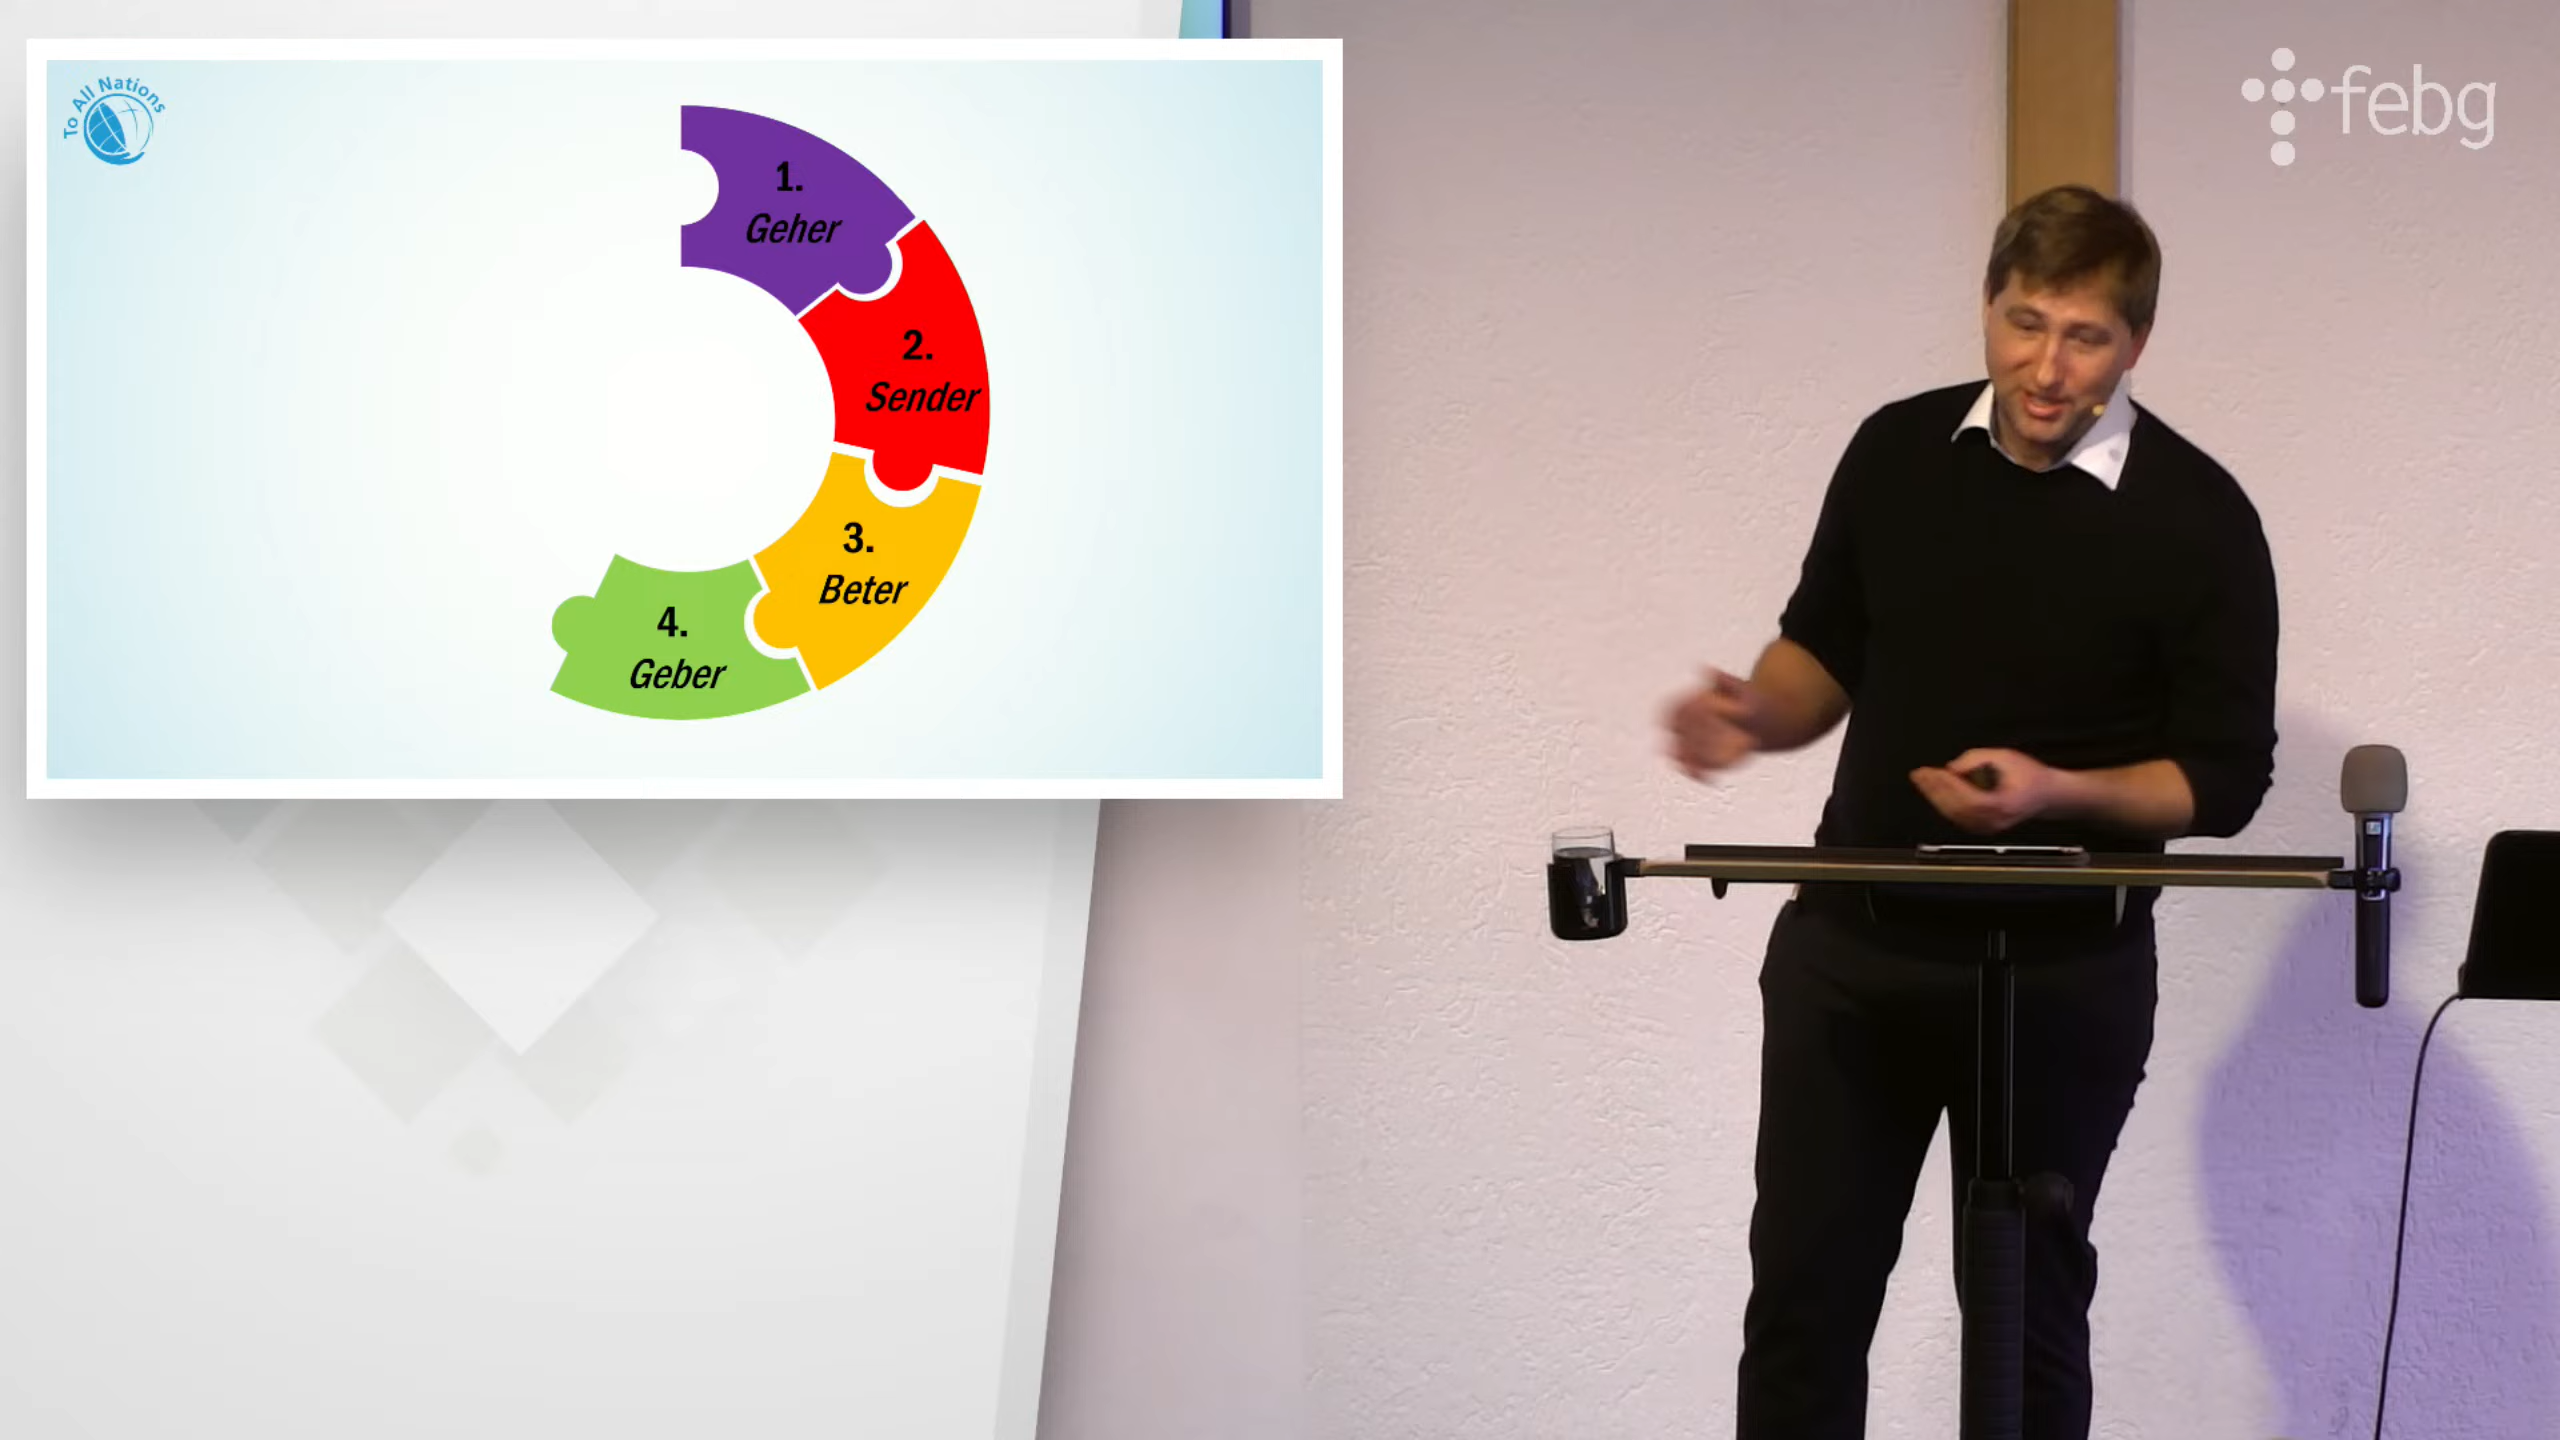 To All Nations
1.
Geher
2.
Sender
3.
Beter
4.
Geber
febg